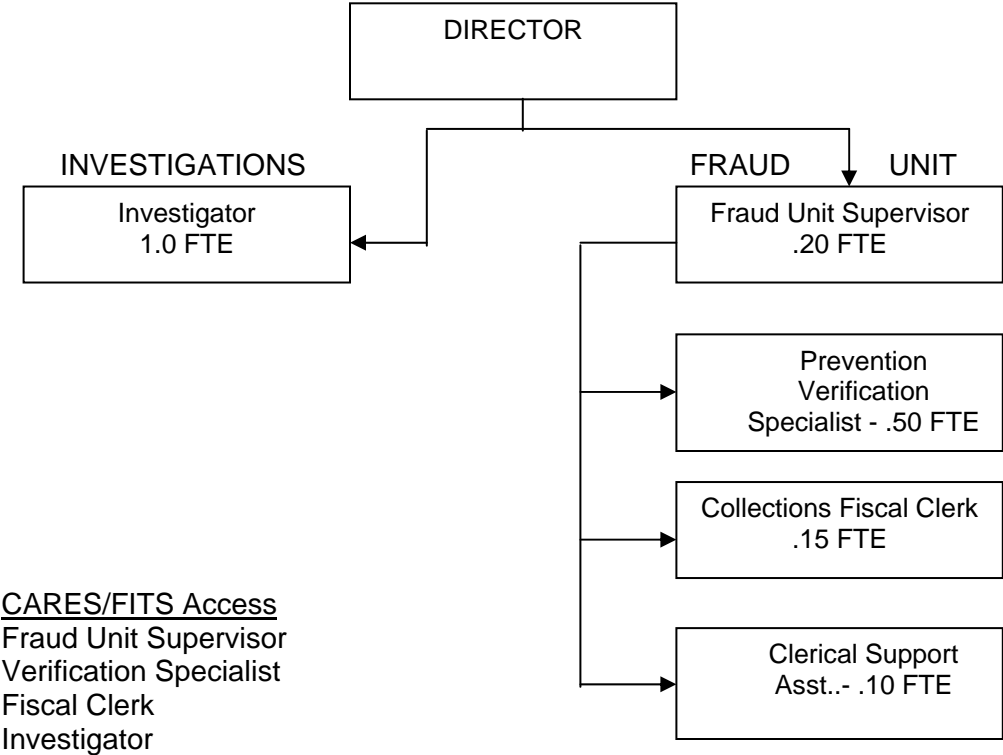 DIRECTOR
INVESTIGATIONS
Investigator
1.0 FTE
FRAUD UNIT
Fraud Unit Supervisor
.20 FTE
Prevention
Verification
Specialist - .50 FTE
Collections Fiscal Clerk
.15 FTE
Clerical Support
Asst..- .10 FTE
CARES/FITS Access
Fraud Unit Supervisor
Verification Specialist
Fiscal Clerk
Investigator